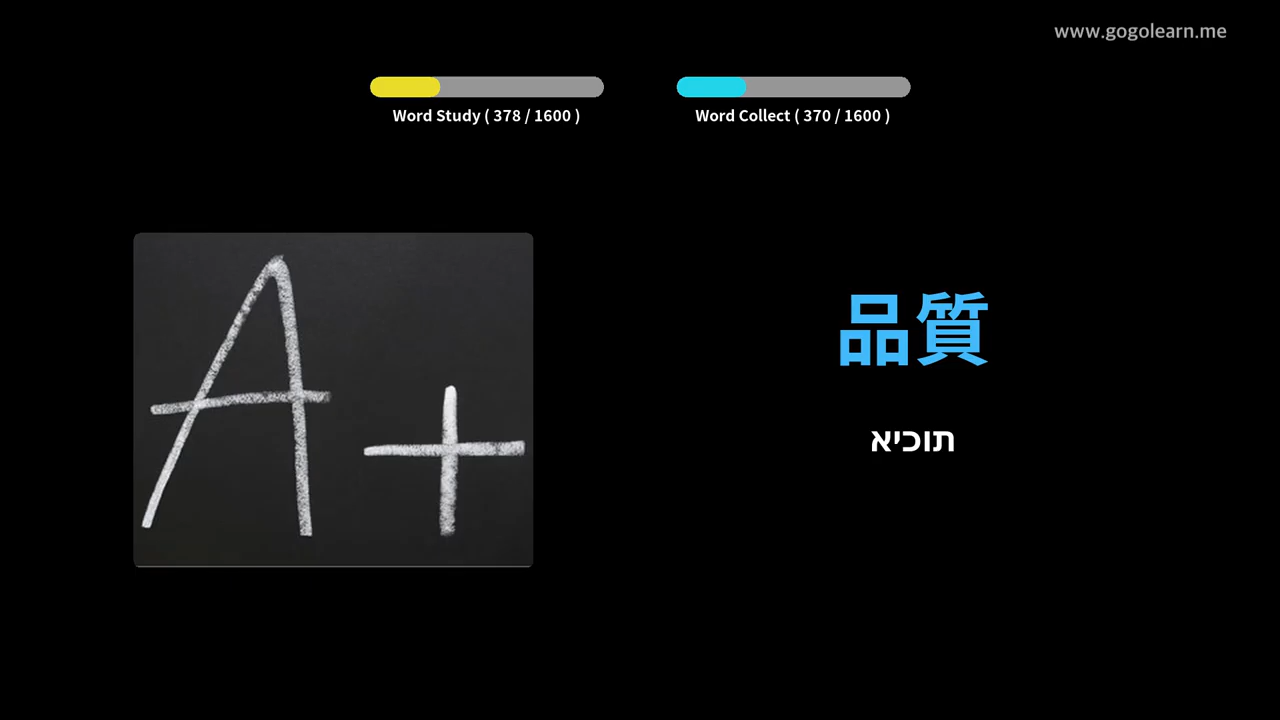 www.gogolearn.me
Word Study ( 378 / 1600 )
Word Collect ( 370 / 1600 )
A+
品質
תוכיא